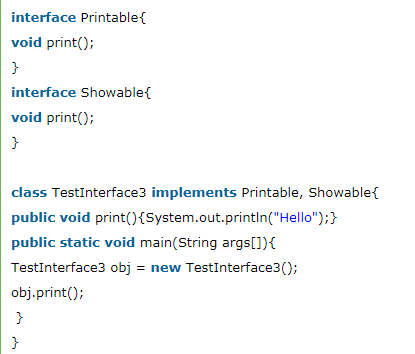 interface Printable{
void print();
}
interface Showable{
void print();
}
class TestInterface3 implements Printable, Showable{
public void print(){System.out.println("Hello");}
public static void main(String args[]){
TestInterface3 obj = new TestInterface3();
obj.print();
}
}